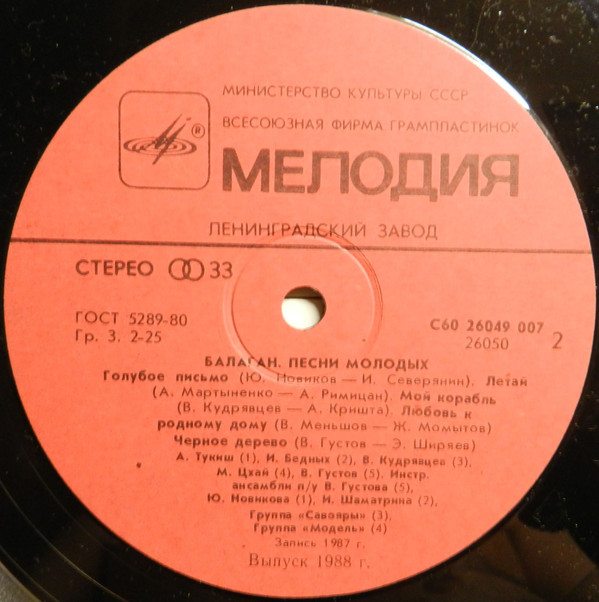 МИНИСТЕРСТВО КУЛЬТУРЫ СССР
ВСЕСОЮЗНАЯ ФИРМА ГРАМПЛАСТИНОК
®
МЕЛОДИЯ
ЛЕНИНГРАДСКИЙ ЗАВОД
СТЕРЕО 33
ГОСТ 5289-80
Гр. 3. 2-25
С60 26049 007
26050 2
БАЛАГАН. ПЕСНИ МОЛОДЫХ
Голубое письмо (Ю. Новиков — И. Северянин). Летай
(А. Мартыненко — А. Римицан). Мой корабль
(В. Кудрявцев — А. Кришта). Любовь к
родному дому (В. Меньшов — Ж. Момытов)
Черное дерево (В. Густов — Э. Ширяев)
А. Тукиш (1), И. Бедных (2), В. Кудрявцев (3),
М. Цхай (4), В. Густов (5). Инстр.
ансамбли п/у В. Густова (5),
Ю. Новикова (1), И. Шаматрина (2),
Группа «Савояры» (3),
Группа «Модель» (4)
Запись 1987 г.
Выпуск 1988 г.